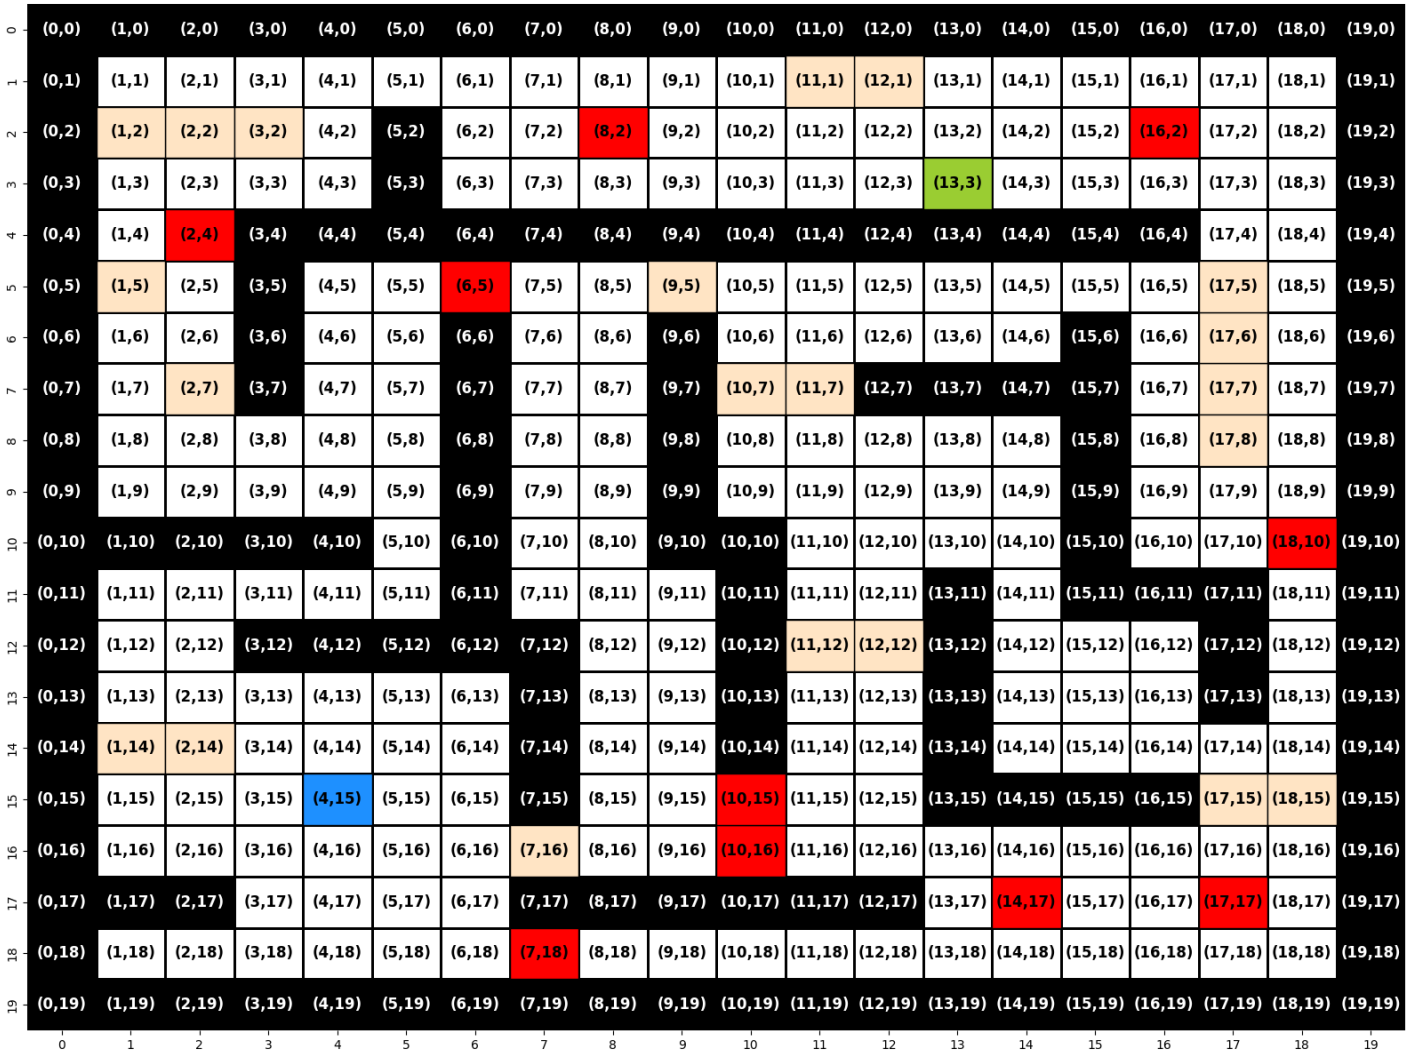 0 (0,0) (1,0) (2,0) (3,0) (4,0) (5,0) (6,0) (7,0) (8,0) (9,0) (10,0) (11,0) (12,0) (13,0) (14,0) (15,0) (16,0) (17,0) (18,0) (19,0)
1 (0,1) (1,1) (2,1) (3,1) (4,1) (5,1) (6,1) (7,1) (8,1) (9,1) (10,1) (11,1) (12,1) (13,1) (14,1) (15,1) (16,1) (17,1) (18,1) (19,1)
2 (0,2) (1,2) (2,2) (3,2) (4,2) (5,2) (6,2) (7,2) (8,2) (9,2) (10,2) (11,2) (12,2) (13,2) (14,2) (15,2) (16,2) (17,2) (18,2) (19,2)
3 (0,3) (1,3) (2,3) (3,3) (4,3) (5,3) (6,3) (7,3) (8,3) (9,3) (10,3) (11,3) (12,3) (13,3) (14,3) (15,3) (16,3) (17,3) (18,3) (19,3)
4 (0,4) (1,4) (2,4) (3,4) (4,4) (5,4) (6,4) (7,4) (8,4) (9,4) (10,4) (11,4) (12,4) (13,4) (14,4) (15,4) (16,4) (17,4) (18,4) (19,4)
5 (0,5) (1,5) (2,5) (3,5) (4,5) (5,5) (6,5) (7,5) (8,5) (9,5) (10,5) (11,5) (12,5) (13,5) (14,5) (15,5) (16,5) (17,5) (18,5) (19,5)
6 (0,6) (1,6) (2,6) (3,6) (4,6) (5,6) (6,6) (7,6) (8,6) (9,6) (10,6) (11,6) (12,6) (13,6) (14,6) (15,6) (16,6) (17,6) (18,6) (19,6)
7 (0,7) (1,7) (2,7) (3,7) (4,7) (5,7) (6,7) (7,7) (8,7) (9,7) (10,7) (11,7) (12,7) (13,7) (14,7) (15,7) (16,7) (17,7) (18,7) (19,7)
8 (0,8) (1,8) (2,8) (3,8) (4,8) (5,8) (6,8) (7,8) (8,8) (9,8) (10,8) (11,8) (12,8) (13,8) (14,8) (15,8) (16,8) (17,8) (18,8) (19,8)
9 (0,9) (1,9) (2,9) (3,9) (4,9) (5,9) (6,9) (7,9) (8,9) (9,9) (10,9) (11,9) (12,9) (13,9) (14,9) (15,9) (16,9) (17,9) (18,9) (19,9)
10 (0,10) (1,10) (2,10) (3,10) (4,10) (5,10) (6,10) (7,10) (8,10) (9,10) (10,10) (11,10) (12,10) (13,10) (14,10) (15,10) (16,10) (17,10) (18,10) (19,10)
11 (0,11) (1,11) (2,11) (3,11) (4,11) (5,11) (6,11) (7,11) (8,11) (9,11) (10,11) (11,11) (12,11) (13,11) (14,11) (15,11) (16,11) (17,11) (18,11) (19,11)
12 (0,12) (1,12) (2,12) (3,12) (4,12) (5,12) (6,12) (7,12) (8,12) (9,12) (10,12) (11,12) (12,12) (13,12) (14,12) (15,12) (16,12) (17,12) (18,12) (19,12)
13 (0,13) (1,13) (2,13) (3,13) (4,13) (5,13) (6,13) (7,13) (8,13) (9,13) (10,13) (11,13) (12,13) (13,13) (14,13) (15,13) (16,13) (17,13) (18,13) (19,13)
14 (0,14) (1,14) (2,14) (3,14) (4,14) (5,14) (6,14) (7,14) (8,14) (9,14) (10,14) (11,14) (12,14) (13,14) (14,14) (15,14) (16,14) (17,14) (18,14) (19,14)
15 (0,15) (1,15) (2,15) (3,15) (4,15) (5,15) (6,15) (7,15) (8,15) (9,15) (10,15) (11,15) (12,15) (13,15) (14,15) (15,15) (16,15) (17,15) (18,15) (19,15)
16 (0,16) (1,16) (2,16) (3,16) (4,16) (5,16) (6,16) (7,16) (8,16) (9,16) (10,16) (11,16) (12,16) (13,16) (14,16) (15,16) (16,16) (17,16) (18,16) (19,16)
17 (0,17) (1,17) (2,17) (3,17) (4,17) (5,17) (6,17) (7,17) (8,17) (9,17) (10,17) (11,17) (12,17) (13,17) (14,17) (15,17) (16,17) (17,17) (18,17) (19,17)
18 (0,18) (1,18) (2,18) (3,18) (4,18) (5,18) (6,18) (7,18) (8,18) (9,18) (10,18) (11,18) (12,18) (13,18) (14,18) (15,18) (16,18) (17,18) (18,18) (19,18)
19 (0,19) (1,19) (2,19) (3,19) (4,19) (5,19) (6,19) (7,19) (8,19) (9,19) (10,19) (11,19) (12,19) (13,19) (14,19) (15,19) (16,19) (17,19) (18,19) (19,19)
0 1 2 3 4 5 6 7 8 9 10 11 12 13 14 15 16 17 18 19